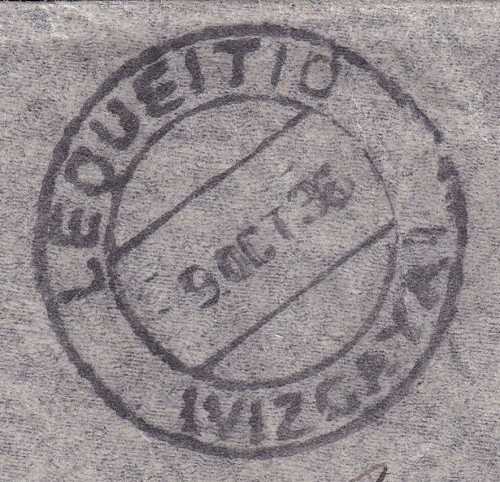 LEQUEITIO
9 OCT 36
(VIZCAYA)